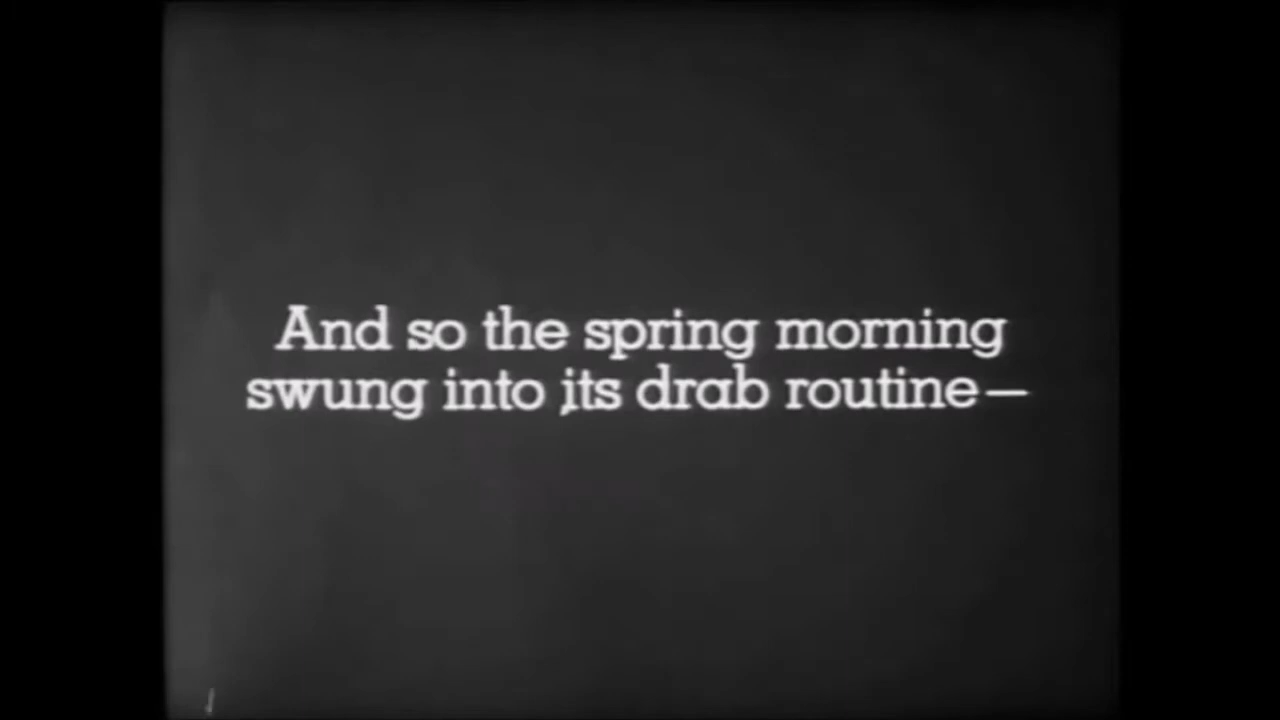 And so the spring morning
swung into its drab routine—